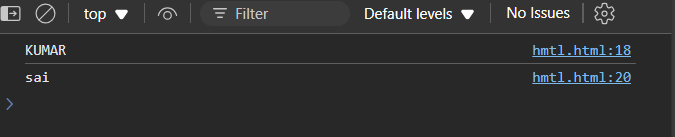 top Filter Default levels No Issues
KUMAR hmtl.html:18
sai hmtl.html:20